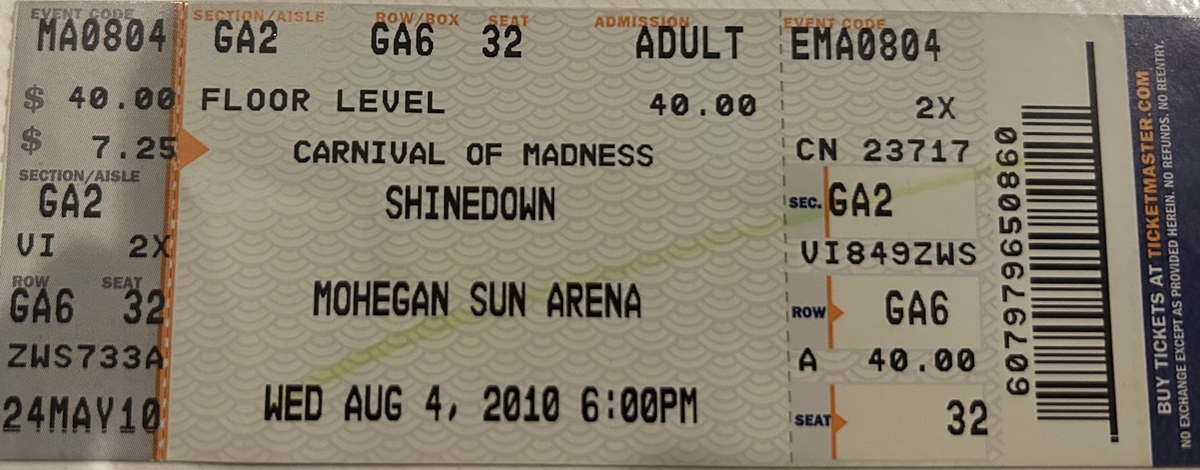 EVENT CODE
MA0804
$ 40.00
$ 7.25
SECTION/AISLE
GA2
VI 2X
ROW SEAT
GA6 32
ZWS733A
24MAY10
SECTION/AISLE ROW/BOX SEAT ADMISSION
GA2 GA6 32 ADULT
FLOOR LEVEL 40.00
CARNIVAL OF MADNESS
SHINEDOWN
MOHEGAN SUN ARENA
WED AUG 4, 2010 6:00PM
EVENT CODE
EMA0804
2X
CN 23717
SEC. GA2
VI849ZWS
ROW GA6
A 40.00
SEAT 32
607979650860
BUY TICKETS AT TICKETMASTER.COM
NO EXCHANGE EXCEPT AS PROVIDED HEREIN. NO REFUNDS. NO REENTRY.